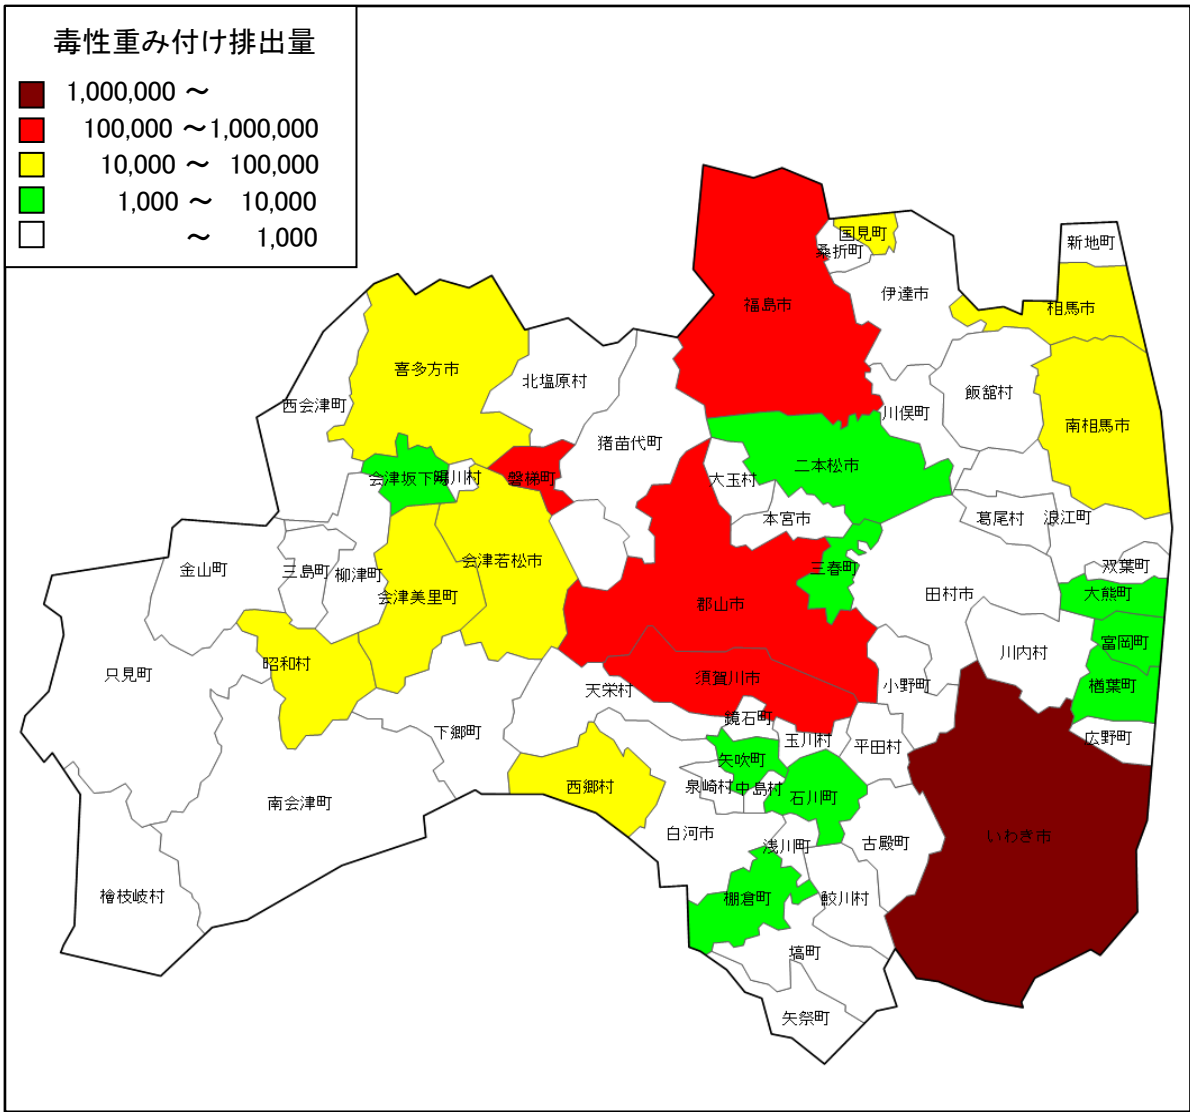 毒性重み付け排出量
1,000,000 ～
100,000 ～1,000,000
10,000 ～ 100,000
1,000 ～ 10,000
～ 1,000
国見町
新地町
桑折町
伊達市
福島市
相馬市
喜多方市
北塩原村
飯舘村
西会津町
川俣町
南相馬市
猪苗代町
二本松市
会津坂下町
湯川村
磐梯町
大玉村
本宮市
葛尾村
浪江町
会津若松市
双葉町
三春町
金山町
三島町
柳津町
大熊町
田村市
会津美里町
郡山市
富岡町
川内村
昭和村
只見町
須賀川市
小野町
楢葉町
天栄村
鏡石町
下郷町
玉川村
平田村
広野町
矢吹町
西郷村
泉崎村
中島村
石川町
南会津町
白河市
浅川町
古殿町
いわき市
檜枝岐村
棚倉町
鮫川村
塙町
矢祭町